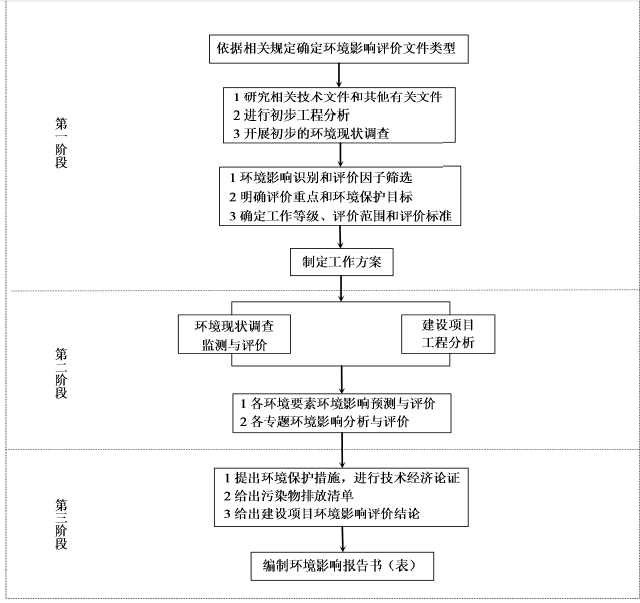 依据相关规定确定环境影响评价文件类型
1 研究相关技术文件和其他有关文件
2 进行初步工程分析
3 开展初步的环境现状调查
第一阶段
1 环境影响识别和评价因子筛选
2 明确评价重点和环境保护目标
3 确定工作等级、评价范围和评价标准
制定工作方案
环境现状调查
监测与评价
建设项目
工程分析
第二阶段
1 各环境要素环境影响预测与评价
2 各专题环境影响分析与评价
1 提出环境保护措施，进行技术经济论证
2 给出污染物排放清单
3 给出建设项目环境影响评价结论
第三阶段
编制环境影响报告书（表）